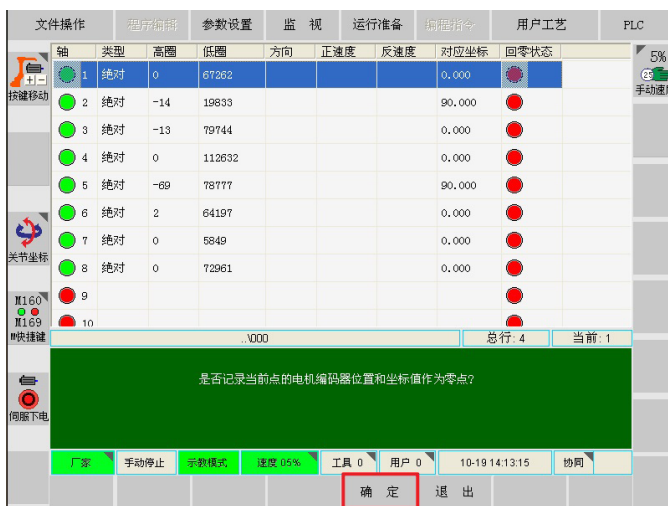 文件操作 程序编辑 参数设置 监 视 运行准备 编程指令 用户工艺 PLC
轴 类型 高圈 低圈 方向 正速度 反速度 对应坐标 回零状态
1 绝对 0 67262 0.000
2 绝对 -14 19833 90.000
3 绝对 -13 79744 0.000
4 绝对 0 112632 0.000
5 绝对 -69 78777 90.000
6 绝对 2 64197 0.000
7 绝对 0 5849 0.000
8 绝对 0 72961 0.000
9
10
按键移动
关节坐标
M160
M169
M快捷键
伺服下电
5%
25
手动速
..\000 总行: 4 当前: 1
是否记录当前点的电机编码器位置和坐标值作为零点?
厂家 手动停止 示教模式 速度 05% 工具 0 用户 0 10-19 14:13:15 协同
确 定 退 出